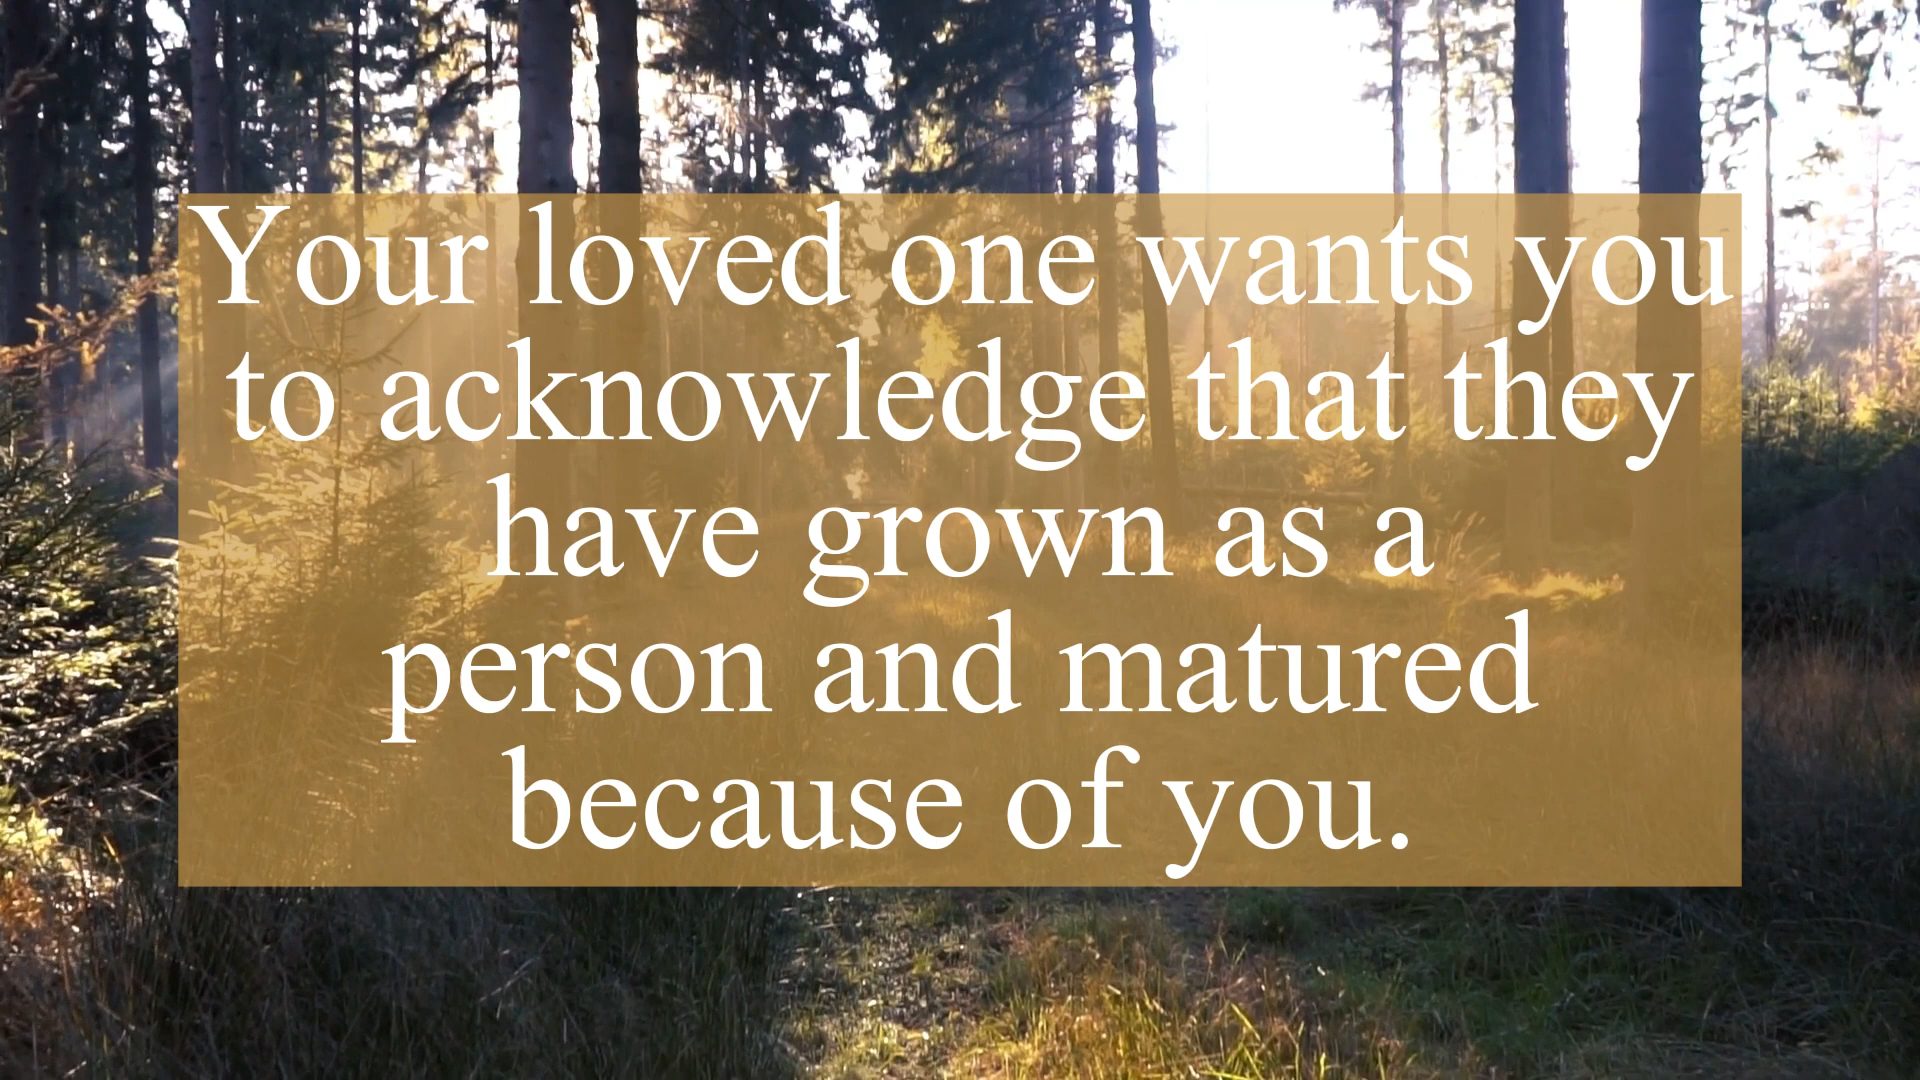 Your loved one wants you
to acknowledge that they
have grown as a
person and matured
because of you.